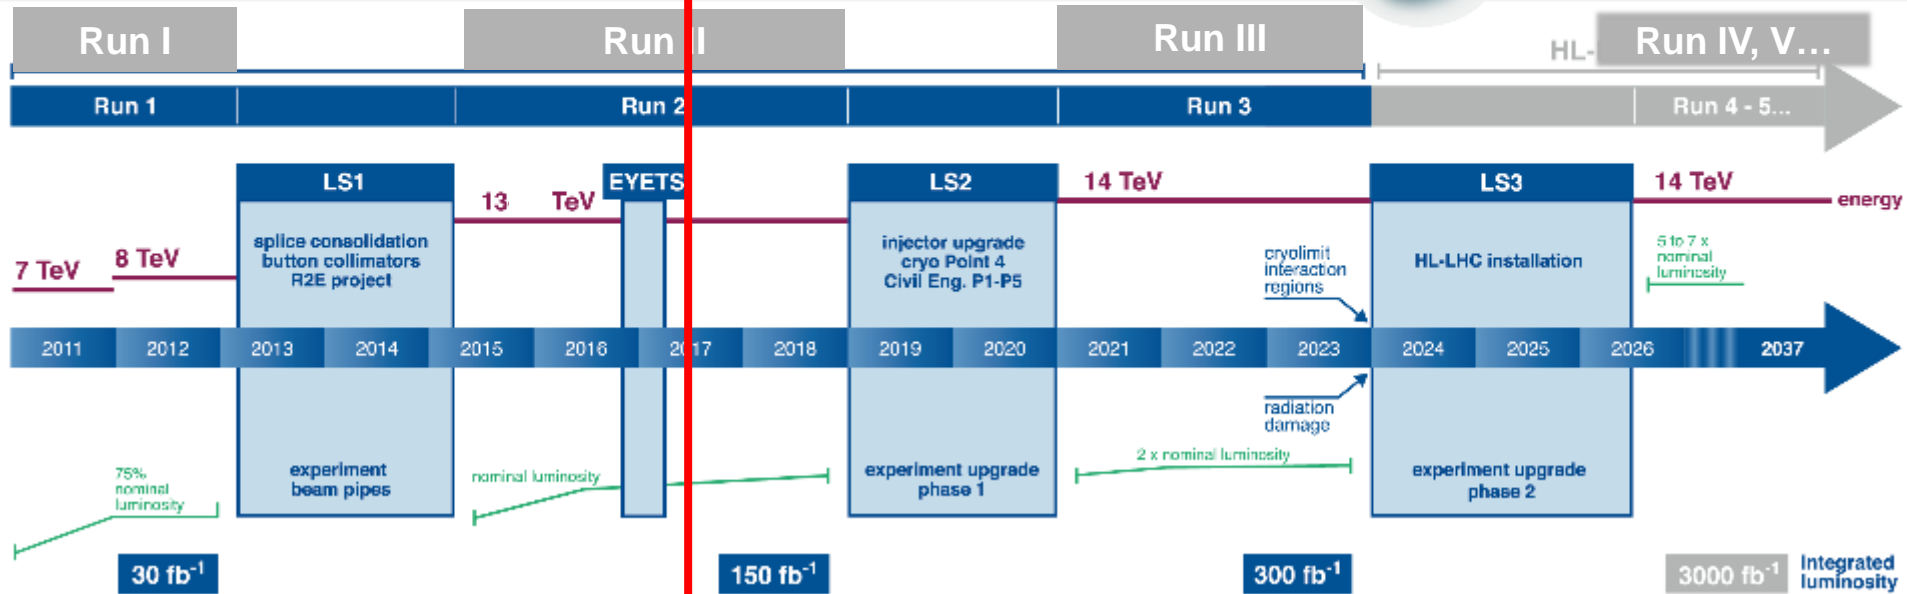 Run I
Run II
Run III
HL-
Run IV, V...
Run 1
Run 2
Run 3
Run 4 - 5...
LS1
EYETS
LS2
LS3
13 TeV
14 TeV
14 TeV
energy
7 TeV
8 TeV
splice consolidation
button collimators
R2E project
injector upgrade
cryo Point 4
Civil Eng. P1-P5
cryolimit
interaction
regions
HL-LHC installation
5 to 7 x
nominal
luminosity
2011
2012
2013
2014
2015
2016
2017
2018
2019
2020
2021
2022
2023
2024
2025
2026
2037
radiation
damage
75%
nominal
luminosity
experiment
beam pipes
nominal luminosity
experiment upgrade
phase 1
2 x nominal luminosity
experiment upgrade
phase 2
30 fb-1
150 fb-1
300 fb-1
3000 fb-1
Integrated
luminosity